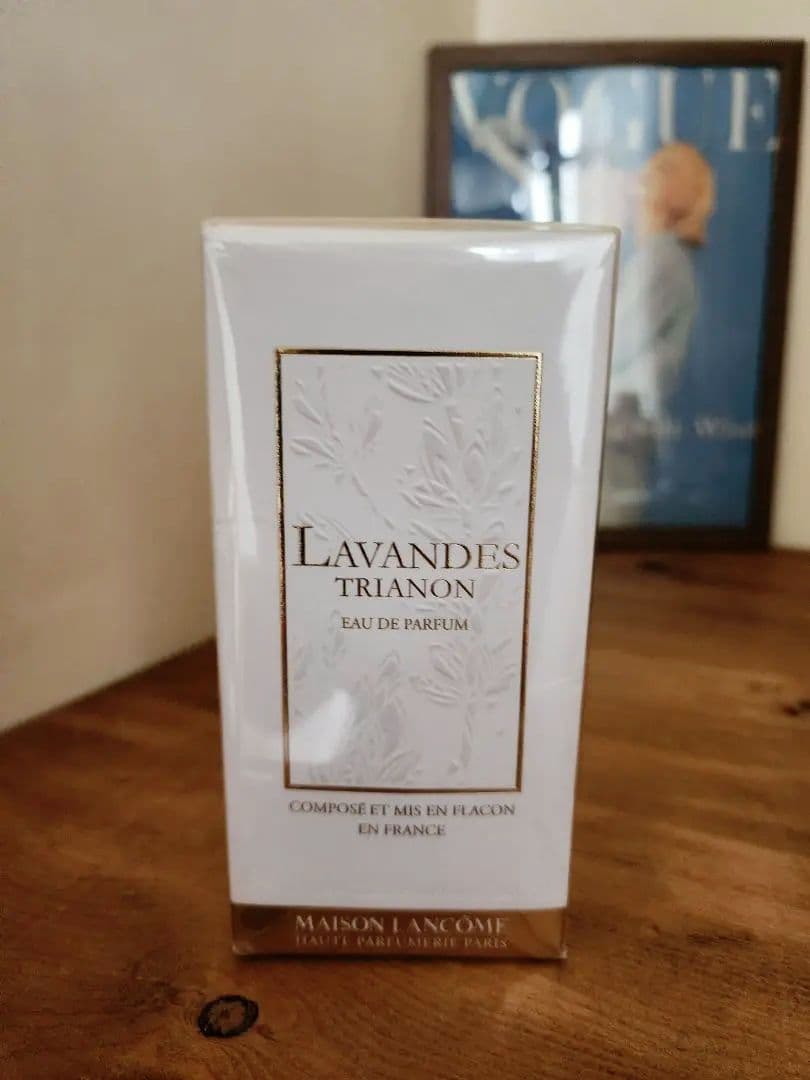 VOGUE
LAVANDES
TRIANON
EAU DE PARFUM
COMPOSÉ ET MIS EN FLACON
EN FRANCE
MAISON LANCÔME
HAUTE PARFUMERIE PARIS